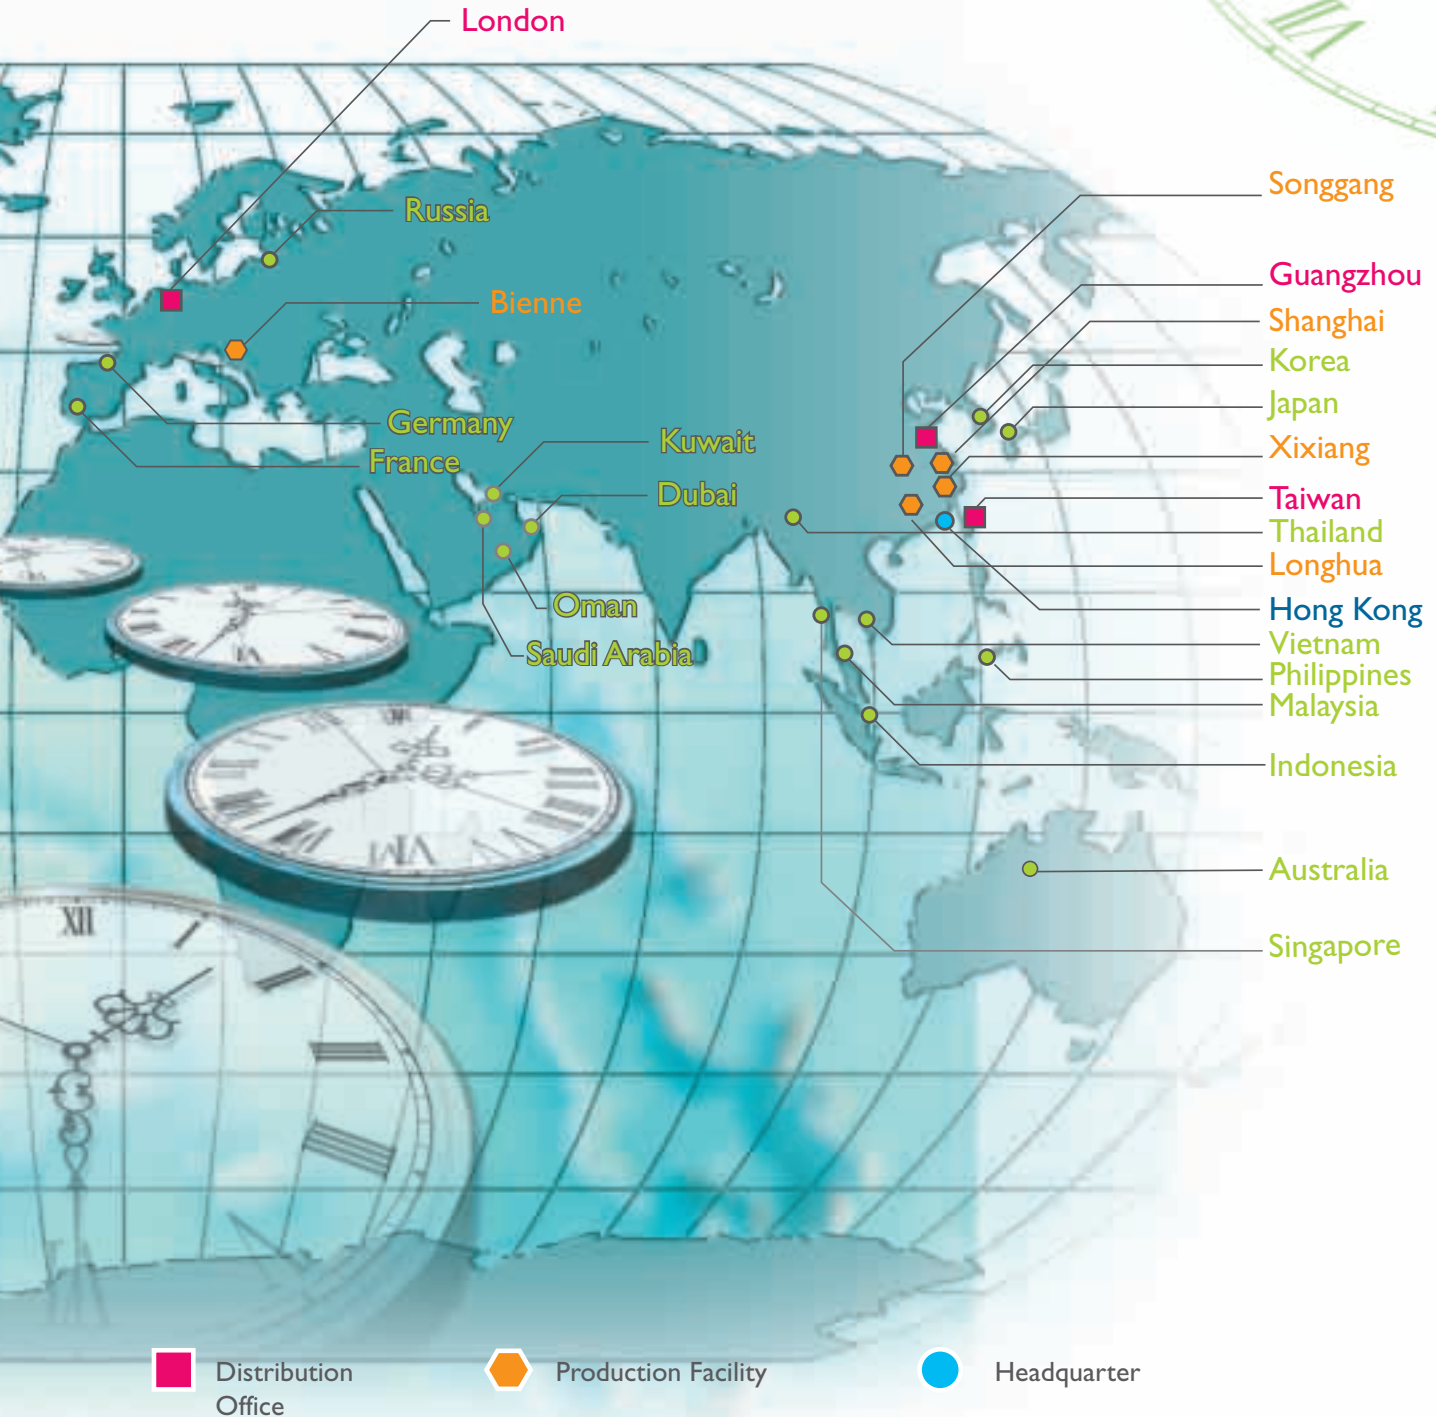 London
Russia
Bienne
Germany
France
Kuwait
Dubai
Oman
Saudi Arabia
Songgang
Guangzhou
Shanghai
Korea
Japan
Xixiang
Taiwan
Thailand
Longhua
Hong Kong
Vietnam
Philippines
Malaysia
Indonesia
Australia
Singapore
XII
Distribution
Office
Production Facility
Headquarter